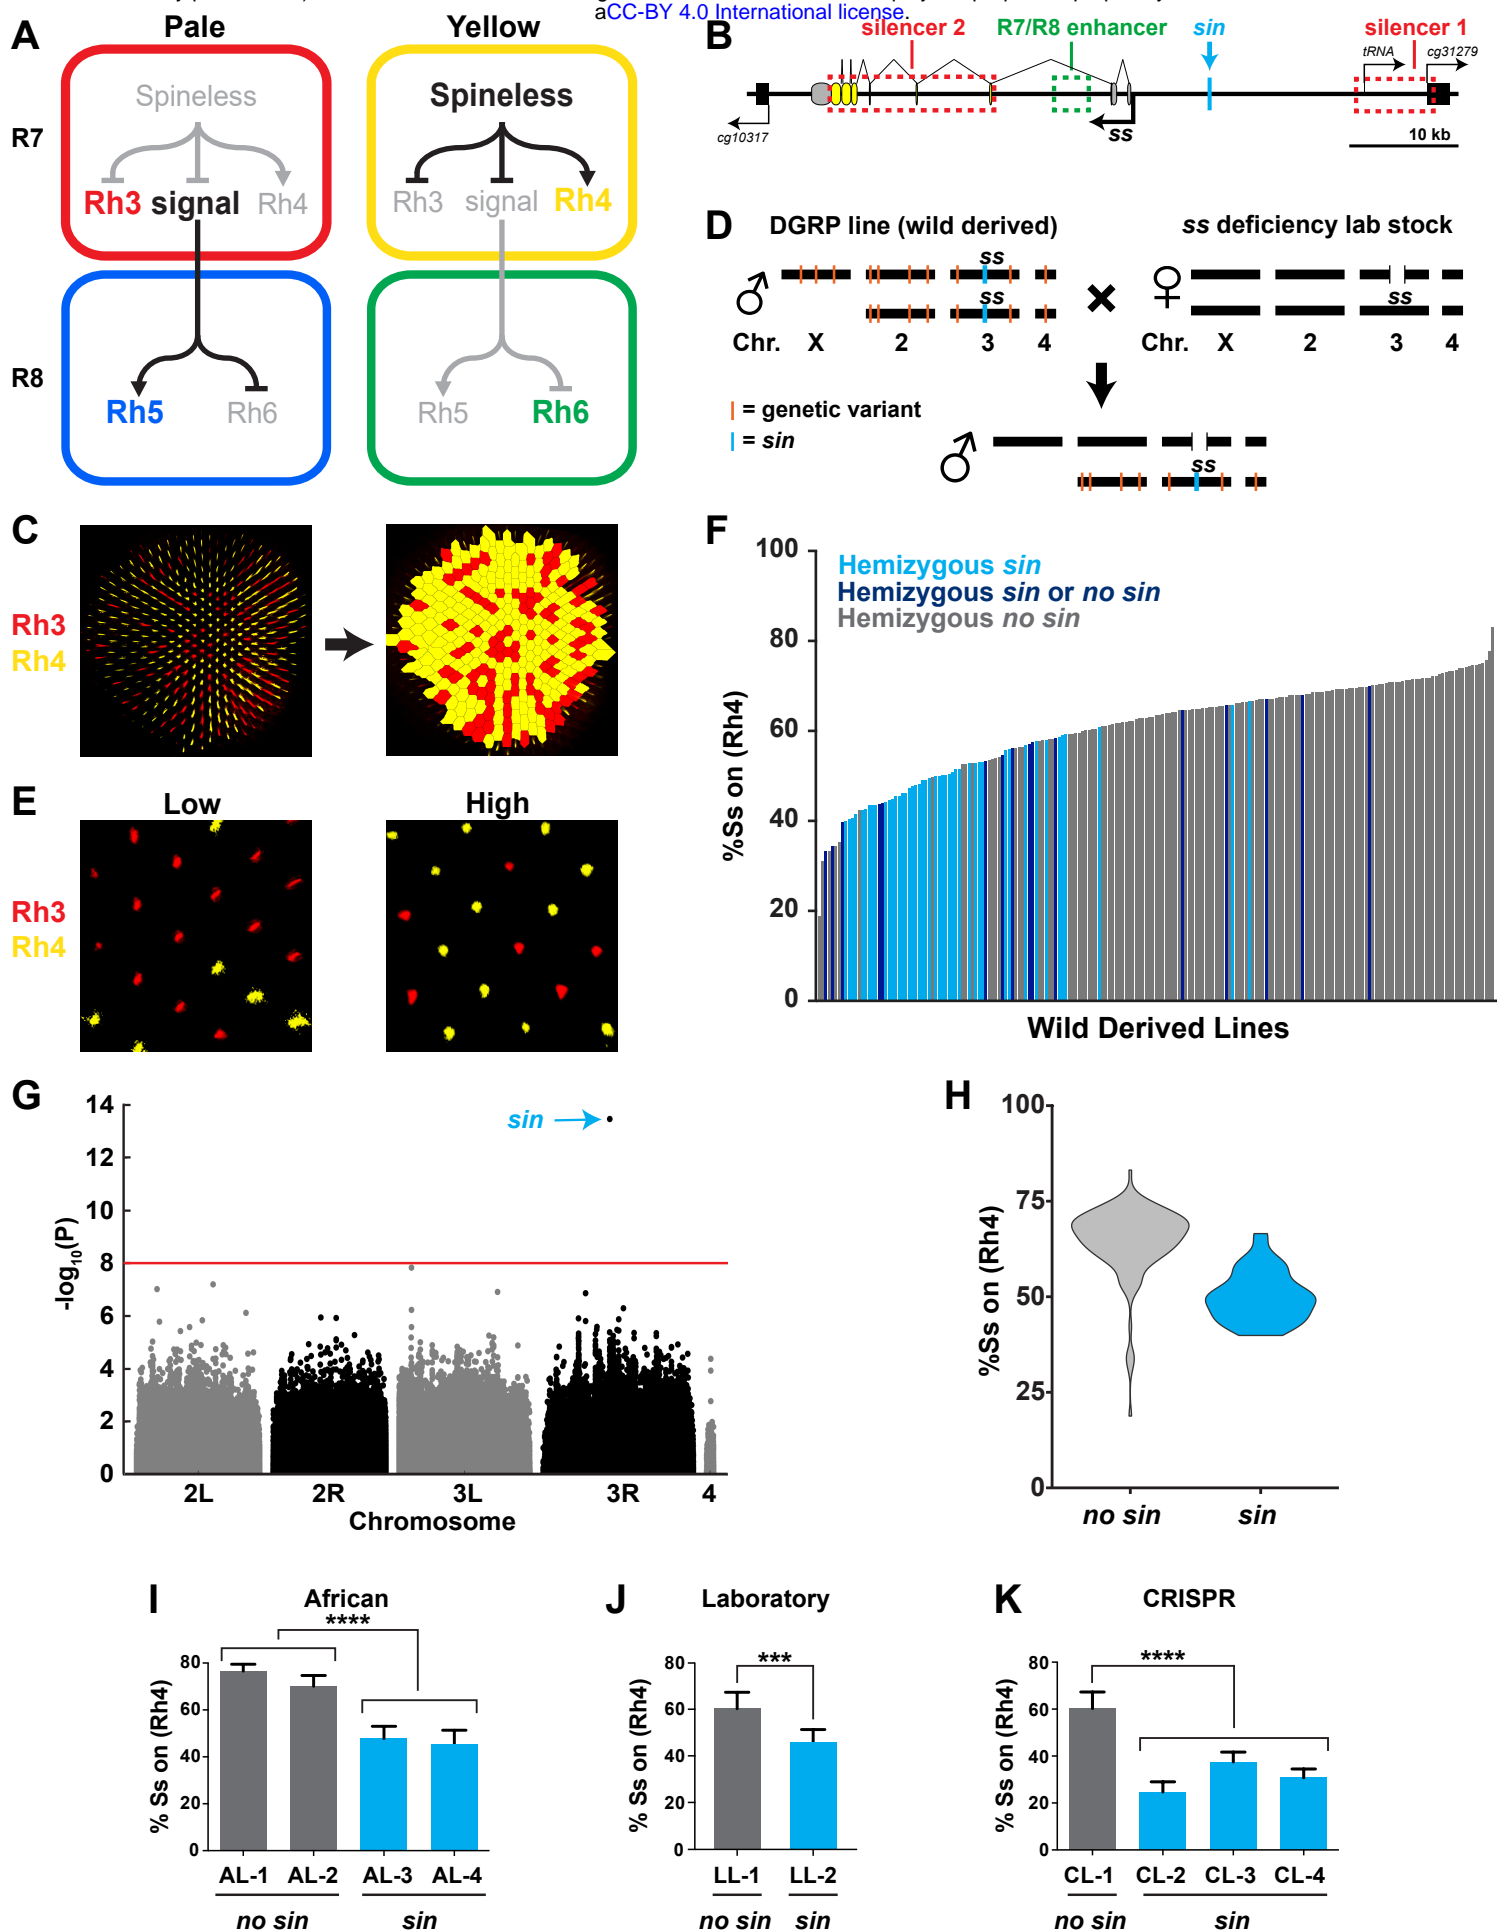 aCC-BY 4.0 International license.
A
Pale
Yellow
R7
Spineless
Rh3 signal Rh4
Spineless
Rh3 signal Rh4
R8
Rh5 Rh6
Rh5 Rh6
B
silencer 2
R7/R8 enhancer
sin
silencer 1
tRNA
cg31279
cg10317
ss
10 kb
D
DGRP line (wild derived)
ss deficiency lab stock
ss
ss
ss
Chr. X 2 3 4
Chr. X 2 3 4
= genetic variant
= sin
ss
C
Rh3
Rh4
E
Low
High
Rh3
Rh4
F
Hemizygous sin
Hemizygous sin or no sin
Hemizygous no sin
%Ss on (Rh4)
100
80
60
40
20
0
Wild Derived Lines
G
sin
-log10(P)
14
12
10
8
6
4
2
0
2L 2R 3L 3R 4
Chromosome
H
%Ss on (Rh4)
100
75
50
25
0
no sin
sin
I
African
****
% Ss on (Rh4)
80
60
40
20
0
AL-1 AL-2 AL-3 AL-4
no sin sin
J
Laboratory
***
% Ss on (Rh4)
80
60
40
20
0
LL-1 LL-2
no sin sin
K
CRISPR
****
% Ss on (Rh4)
80
60
40
20
0
CL-1 CL-2 CL-3 CL-4
no sin sin